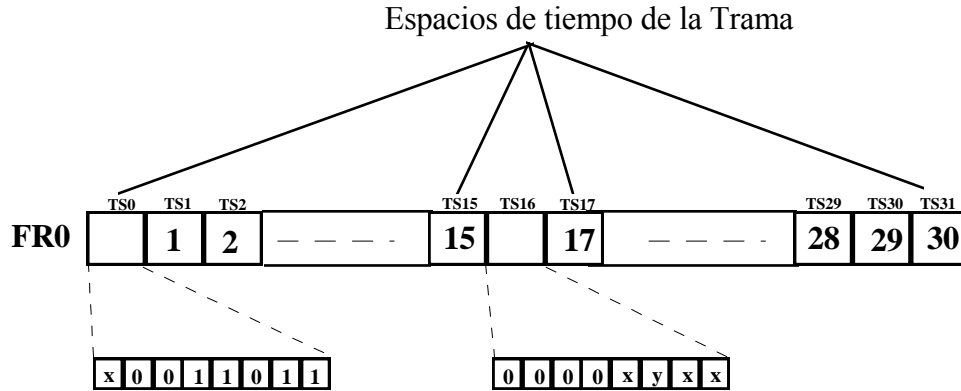 Espacios de tiempo de la Trama
TS0 TS1 TS2 TS15 TS16 TS17 TS29 TS30 TS31
FR0 1 2 15 17 28 29 30
x 0 0 1 1 0 1 1 0 0 0 0 x y x x